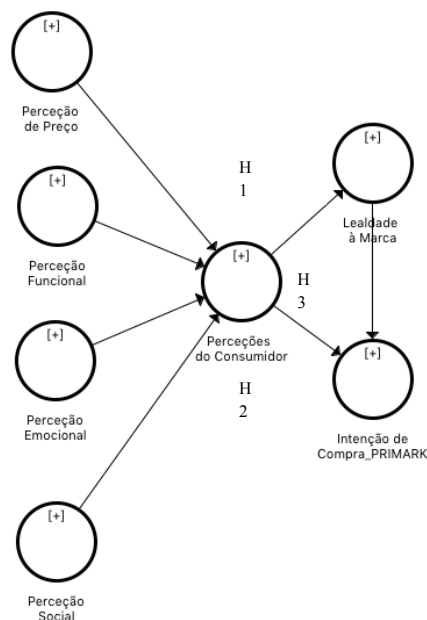 [+]
Perceção
de Preço
[+]
Perceção
Funcional
[+]
Perceção
Emocional
[+]
Perceção
Social
[+]
Perceções
do Consumidor
H
1
H
3
H
2
[+]
Lealdade
à Marca
[+]
Intenção de
Compra_PRIMARK